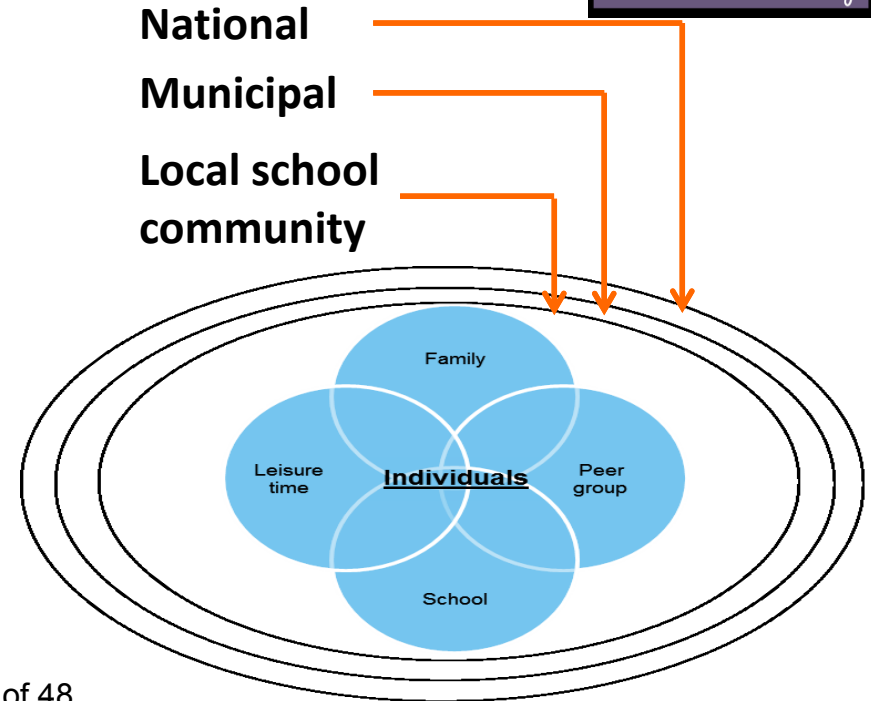 National
Municipal
Local school
community
Family
Leisure
time
Individuals
Peer
group
School
of 48